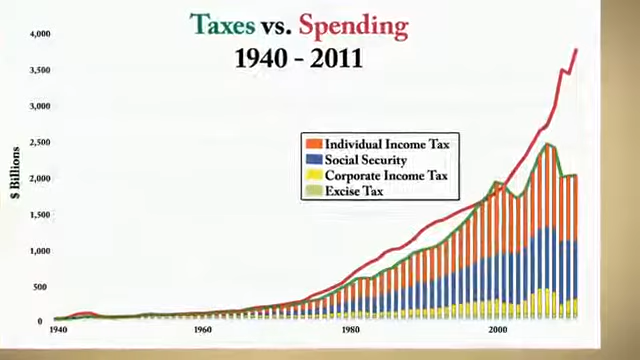 Taxes vs. Spending
1940 - 2011
$ Billions
4,000
3,500
3,000
2,500
2,000
1,500
1,000
500
0
Individual Income Tax
Social Security
Corporate Income Tax
Excise Tax
1940
1960
1980
2000